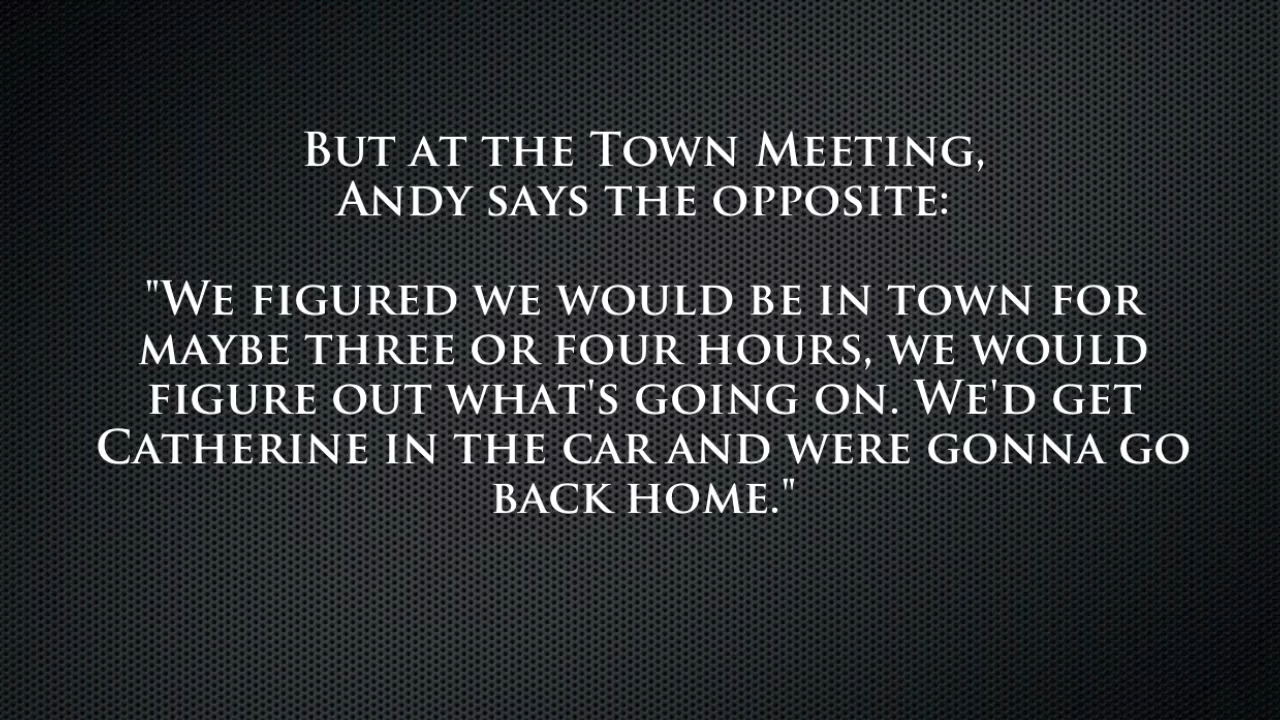 But at the Town Meeting,
Andy says the opposite:
"We figured we would be in town for
maybe three or four hours, we would
figure out what's going on. We'd get
Catherine in the car and were gonna go
back home."